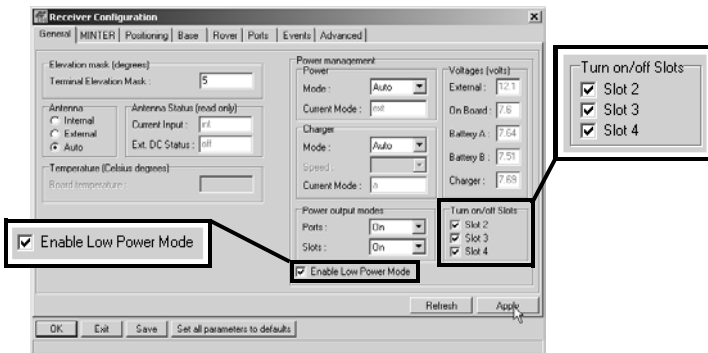 Receiver Configuration
General MINTER Positioning Base Rover Ports Events Advanced
Elevation mask (degrees)
Terminal Elevation Mask : 5
Antenna
Internal
External
Auto
Antenna Status (read only)
Current Input : int
Ext. DC Status : off
Temperature (Celsius degrees)
Board temperature :
Power management
Power
Mode : Auto
Current Mode : ext
Charger
Mode : Auto
Speed :
Current Mode : a
Power output modes
Ports : On
Slots : On
Enable Low Power Mode
Voltages (volts)
External : 12.1
On Board : 7.6
Battery A : 7.64
Battery B : 7.51
Charger : 7.69
Turn on/off Slots
Slot 2
Slot 3
Slot 4
Turn on/off Slots
Slot 2
Slot 3
Slot 4
Enable Low Power Mode
Refresh Apply
OK Exit Save Set all parameters to defaults